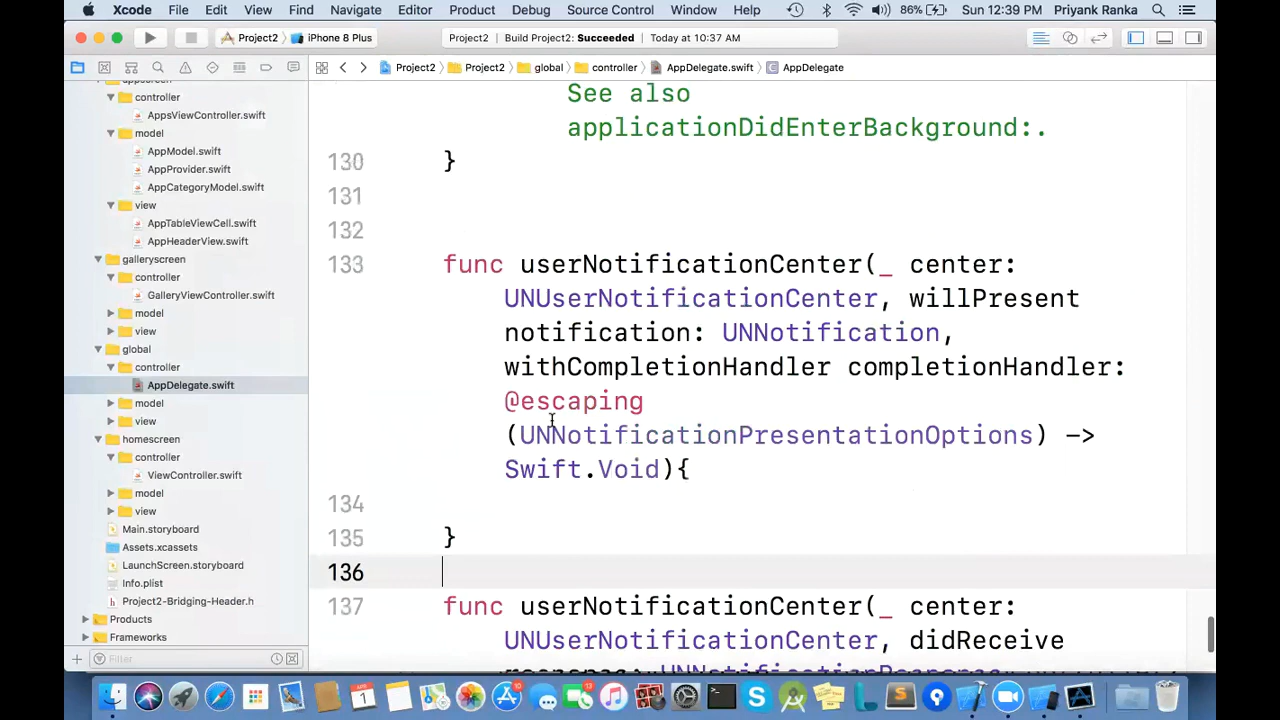 Xcode File Edit View Find Navigate Editor Product Debug Source Control Window Help 86% Sun 12:39 PM Priyank Ranka
Project2 iPhone 8 Plus Project2 Build Project2: Succeeded Today at 10:37 AM
Project2 Project2 global controller AppDelegate.swift AppDelegate
controller
AppsViewController.swift
model
AppModel.swift
AppProvider.swift
AppCategoryModel.swift
view
AppTableViewCell.swift
AppHeaderView.swift
galleryscreen
controller
GalleryViewController.swift
model
view
global
controller
AppDelegate.swift
model
view
homescreen
controller
ViewController.swift
model
view
Main.storyboard
Assets.xcassets
LaunchScreen.storyboard
Info.plist
Project2-Bridging-Header.h
Products
Frameworks
Filter
See also
applicationDidEnterBackground:.
130 }
131
132
133 func userNotificationCenter(_ center:
UNUserNotificationCenter, willPresent
notification: UNNotification,
withCompletionHandler completionHandler:
@escaping
(UNNotificationPresentationOptions) ->
Swift.Void){
134
135 }
136
137 func userNotificationCenter(_ center:
UNUserNotificationCenter, didReceive